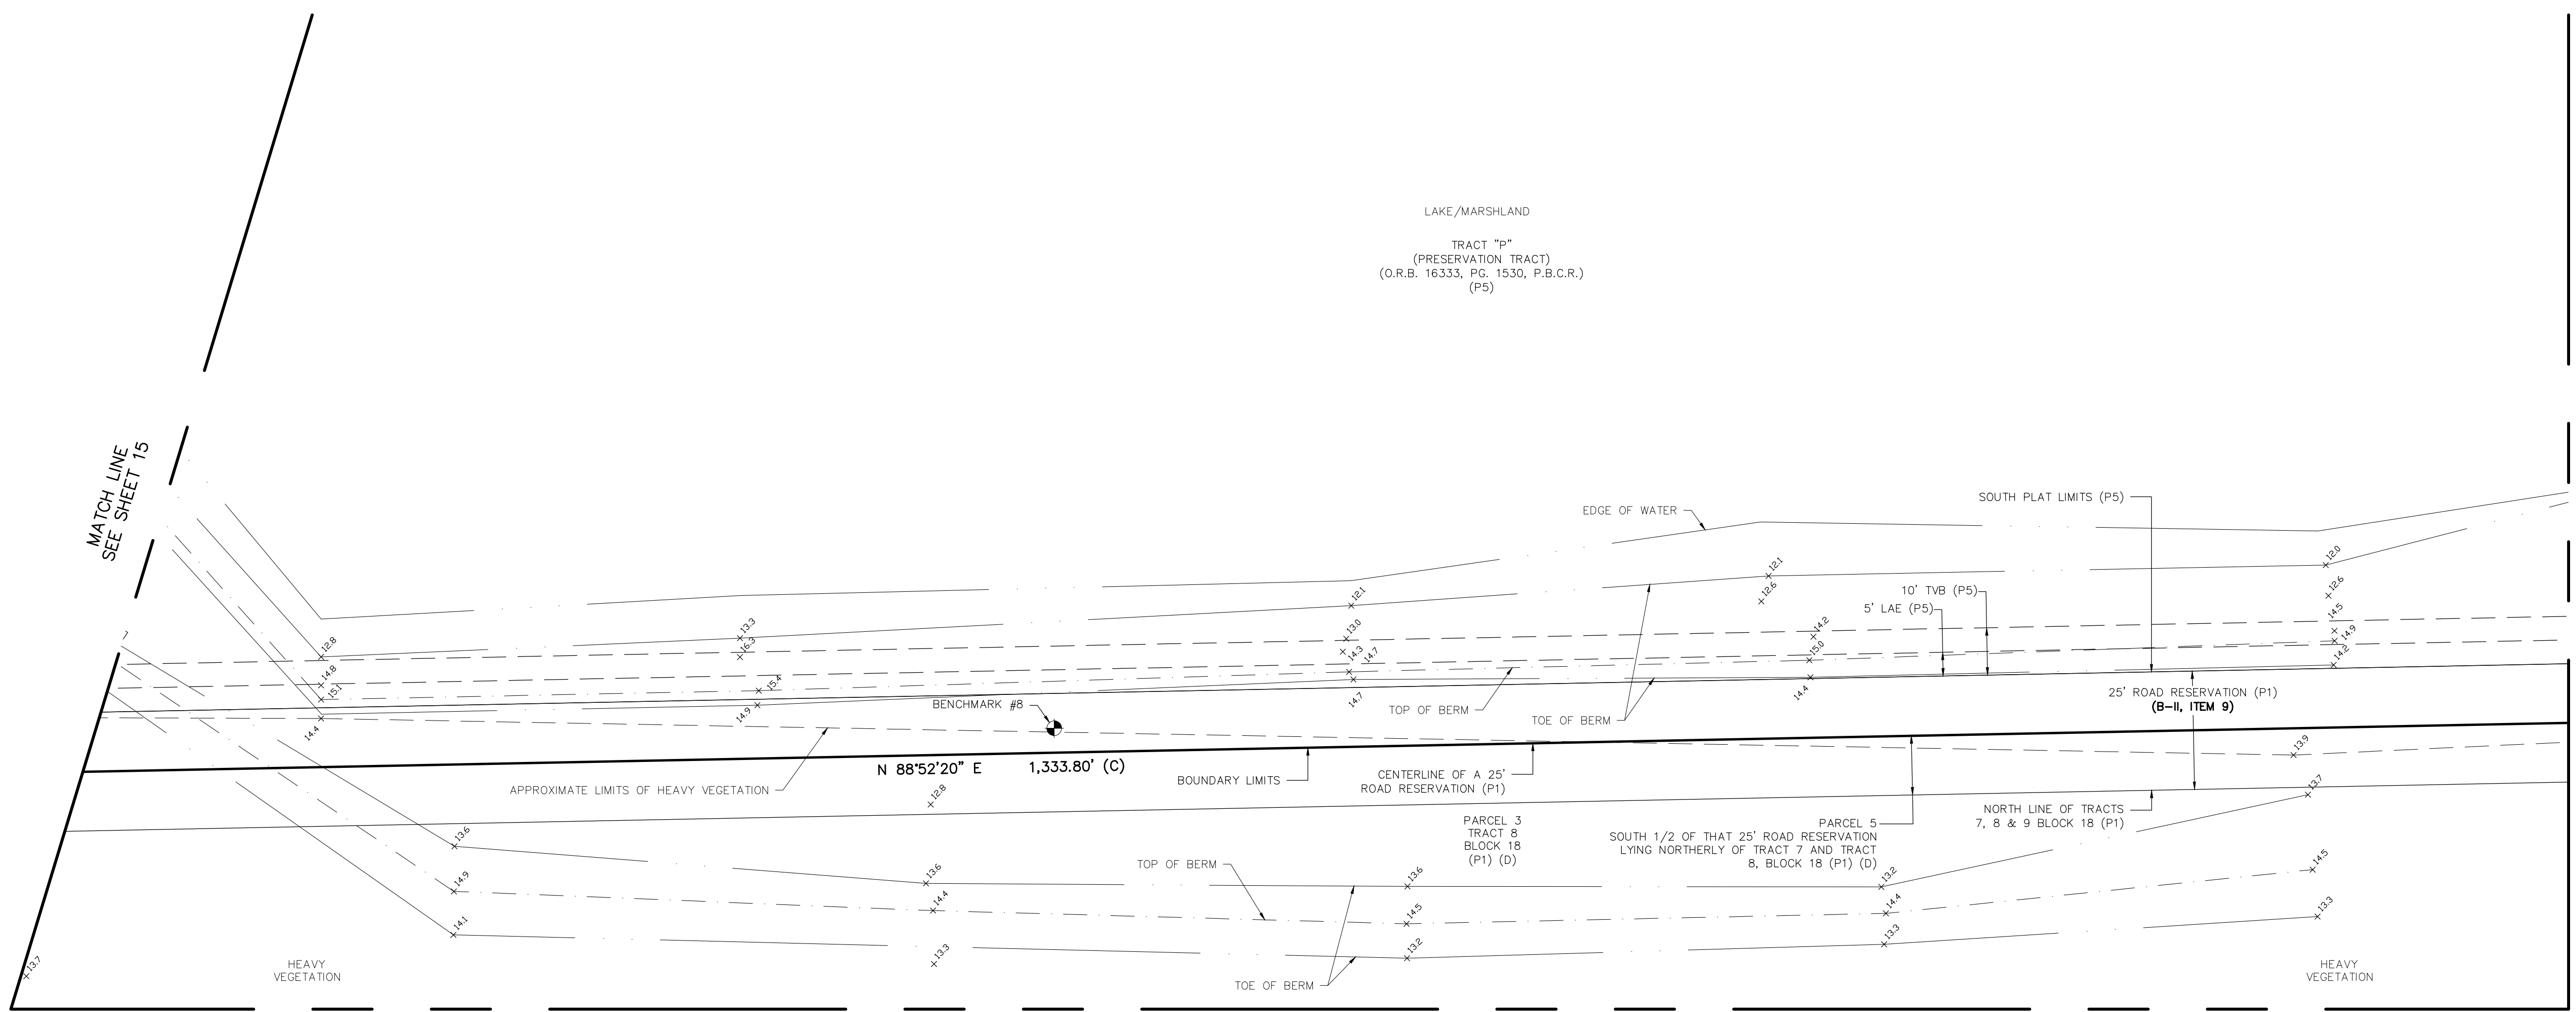 LAKE/MARSHLAND
TRACT "P"
(PRESERVATION TRACT)
(O.R.B. 16333, PG. 1530, P.B.C.R.)
(P5)
MATCH LINE
SEE SHEET 15
SOUTH PLAT LIMITS (P5)
EDGE OF WATER
12.0
12.1
12.6
12.6
10' TVB (P5)
5' LAE (P5)
12.1
13.3
12.8
16.3
13.0
14.2
14.5
14.9
14.3
14.7
15.0
14.2
14.8
15.1
15.4
14.9
14.7
14.4
14.4
BENCHMARK #8
TOP OF BERM
TOE OF BERM
25' ROAD RESERVATION (P1)
(B-II, ITEM 9)
13.9
N 88°52'20" E 1,333.80' (C)
BOUNDARY LIMITS
CENTERLINE OF A 25'
ROAD RESERVATION (P1)
APPROXIMATE LIMITS OF HEAVY VEGETATION
12.8
13.7
NORTH LINE OF TRACTS
7, 8 & 9 BLOCK 18 (P1)
PARCEL 3
TRACT 8
BLOCK 18
(P1) (D)
PARCEL 5
SOUTH 1/2 OF THAT 25' ROAD RESERVATION
LYING NORTHERLY OF TRACT 7 AND TRACT
8, BLOCK 18 (P1) (D)
13.6
TOP OF BERM
13.6
13.6
13.2
14.5
14.9
14.4
14.5
14.4
13.3
14.1
13.3
13.2
13.3
13.7
HEAVY
VEGETATION
TOE OF BERM
HEAVY
VEGETATION